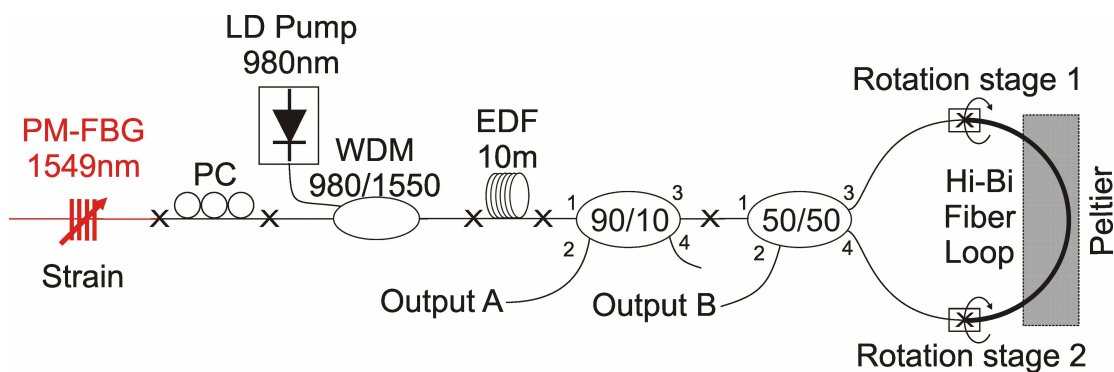 LD Pump
980nm
PM-FBG
1549nm
Strain
PC
WDM
980/1550
EDF
10m
1
2
90/10
3
4
Output A
1
2
50/50
3
4
Output B
Rotation stage 1
Hi-Bi
Fiber
Loop
Peltier
Rotation stage 2